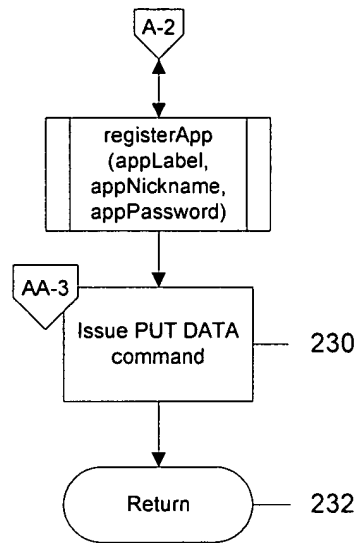 A-2
registerApp
(appLabel,
appNickname,
appPassword)
AA-3
Issue PUT DATA
command
230
Return
232